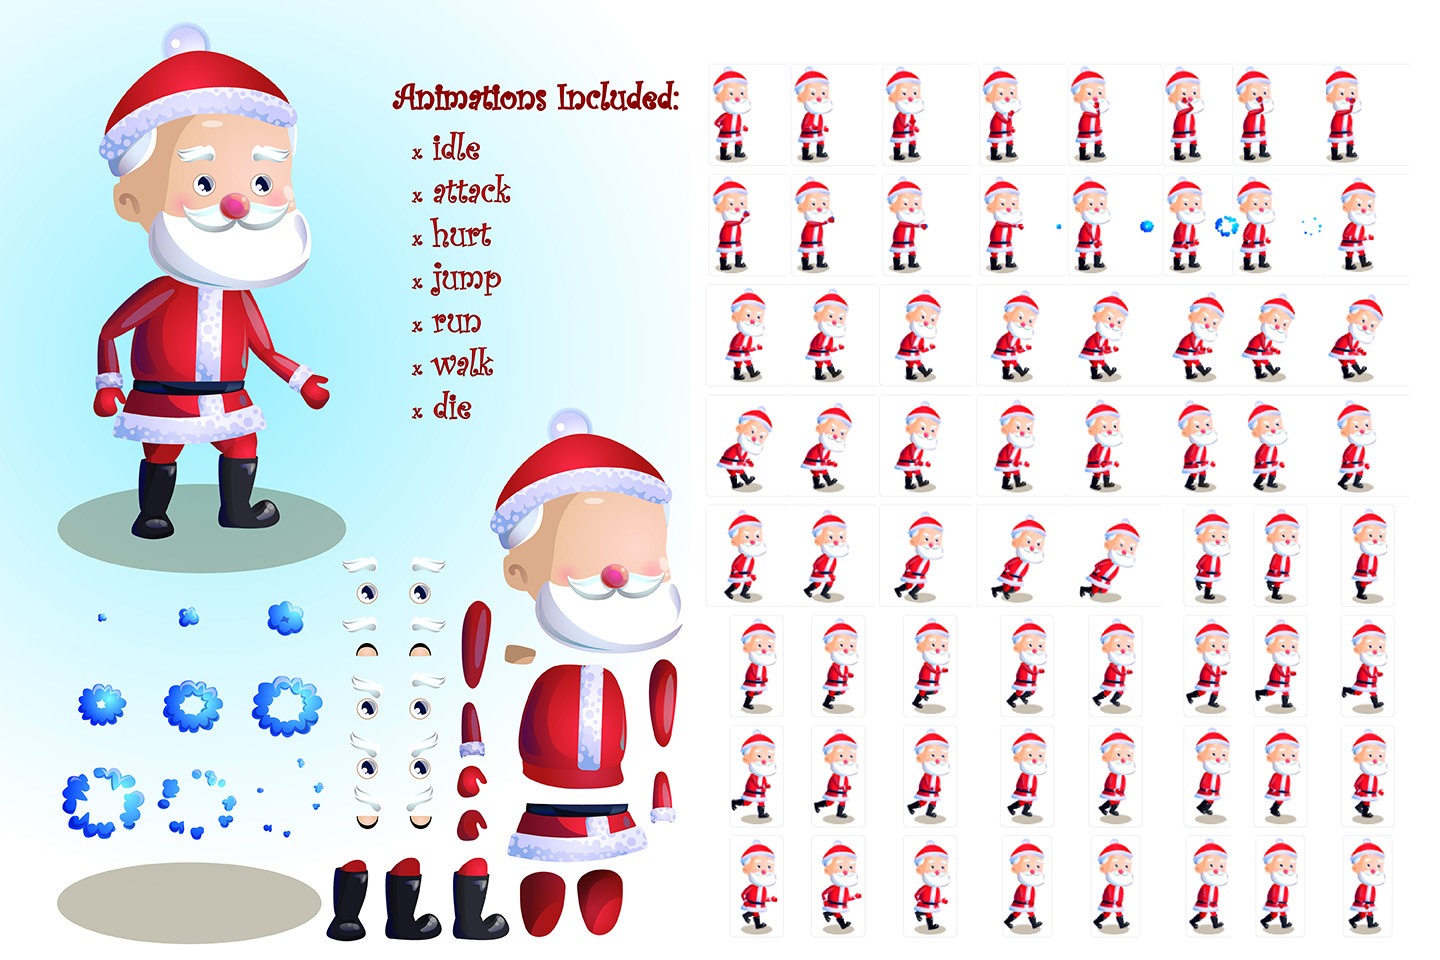 Animations Included:
x idle
x attack
x hurt
x jump
x run
x walk
x die